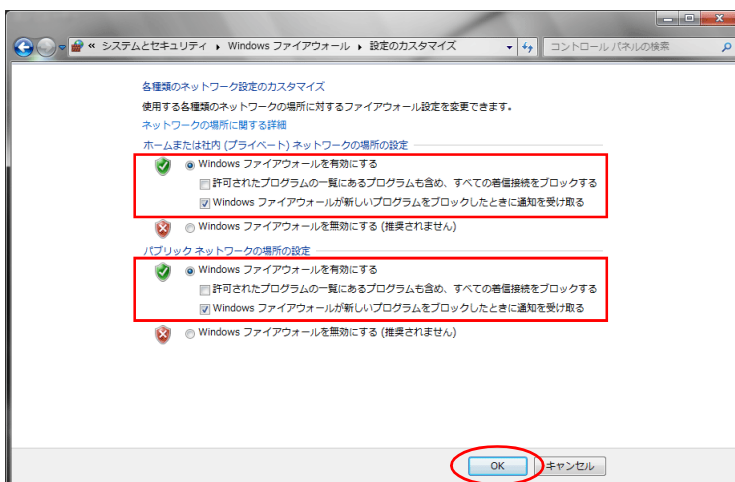 « システムとセキュリティ ▸ Windows ファイアウォール ▸ 設定のカスタマイズ
コントロール パネルの検索
各種類のネットワーク設定のカスタマイズ
使用する各種類のネットワークの場所に対するファイアウォール設定を変更できます。
ネットワークの場所に関する詳細
ホームまたは社内 (プライベート) ネットワークの場所の設定
Windows ファイアウォールを有効にする
許可されたプログラムの一覧にあるプログラムも含め、すべての着信接続をブロックする
Windows ファイアウォールが新しいプログラムをブロックしたときに通知を受け取る
Windows ファイアウォールを無効にする (推奨されません)
パブリック ネットワークの場所の設定
Windows ファイアウォールを有効にする
許可されたプログラムの一覧にあるプログラムも含め、すべての着信接続をブロックする
Windows ファイアウォールが新しいプログラムをブロックしたときに通知を受け取る
Windows ファイアウォールを無効にする (推奨されません)
OK
キャンセル